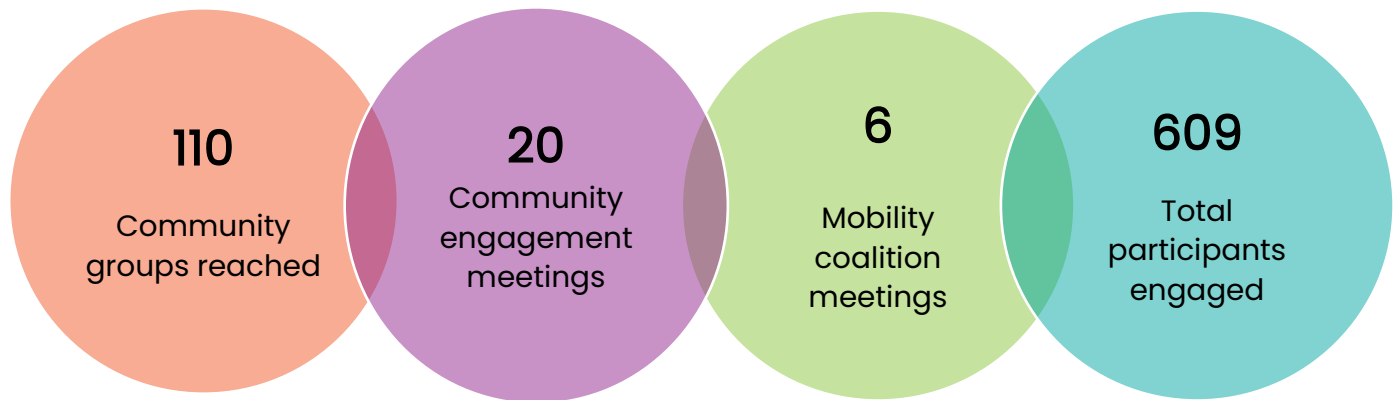 110
Community
groups reached
20
Community
engagement
meetings
6
Mobility
coalition
meetings
609
Total
participants
engaged